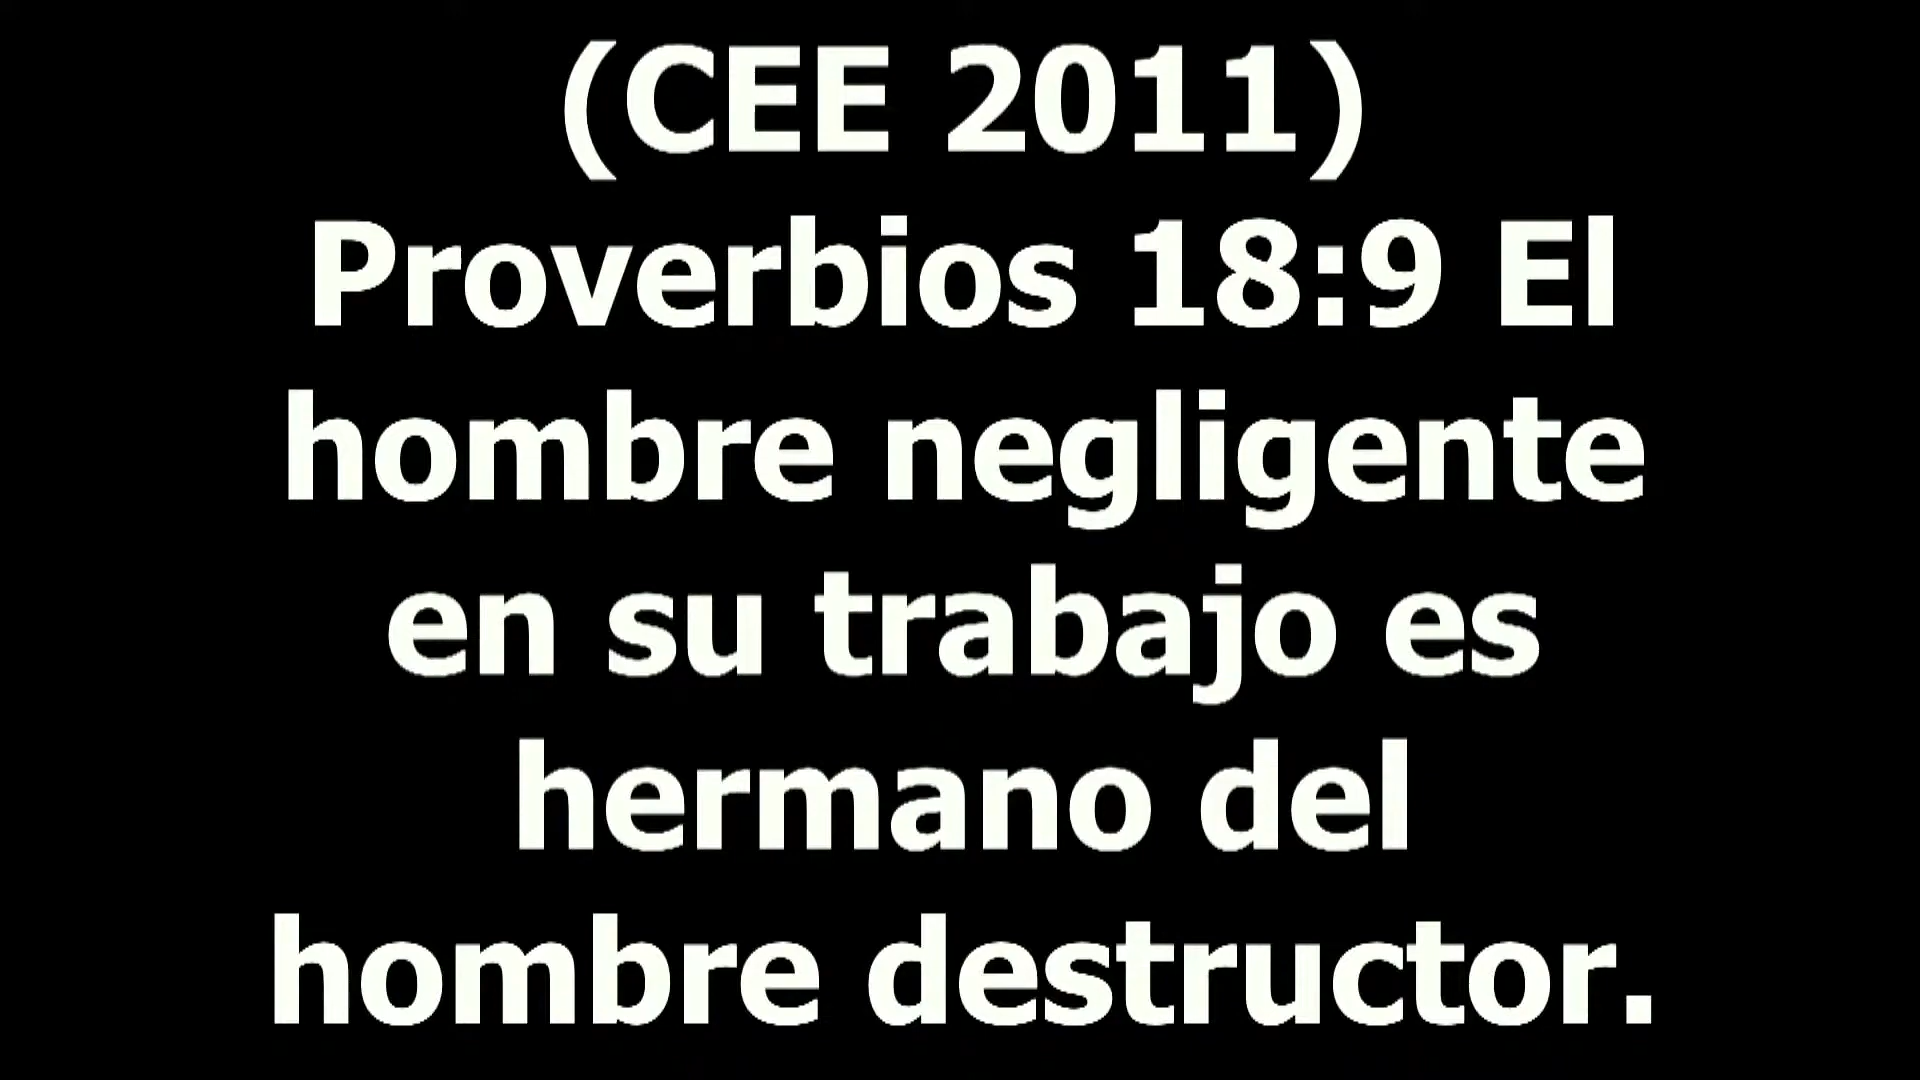 (CEE 2011)
Proverbios 18:9 El
hombre negligente
en su trabajo es
hermano del
hombre destructor.